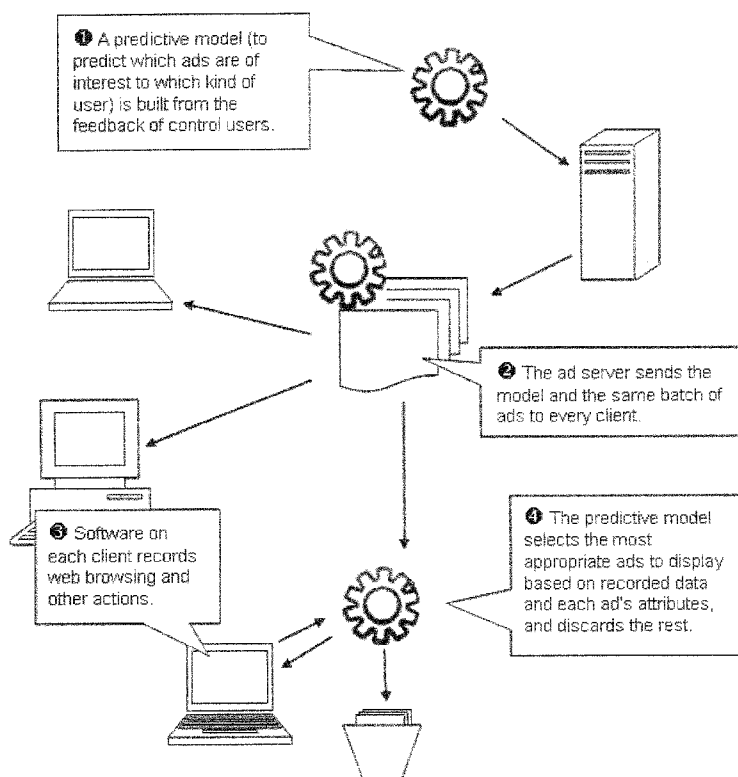 ❶ A predictive model (to
predict which ads are of
interest to which kind of
user) is built from the
feedback of control users.
❷ The ad server sends the
model and the same batch of
ads to every client.
❸ Software on
each client records
web browsing and
other actions.
❹ The predictive model
selects the most
appropriate ads to display
based on recorded data
and each ad's attributes,
and discards the rest.